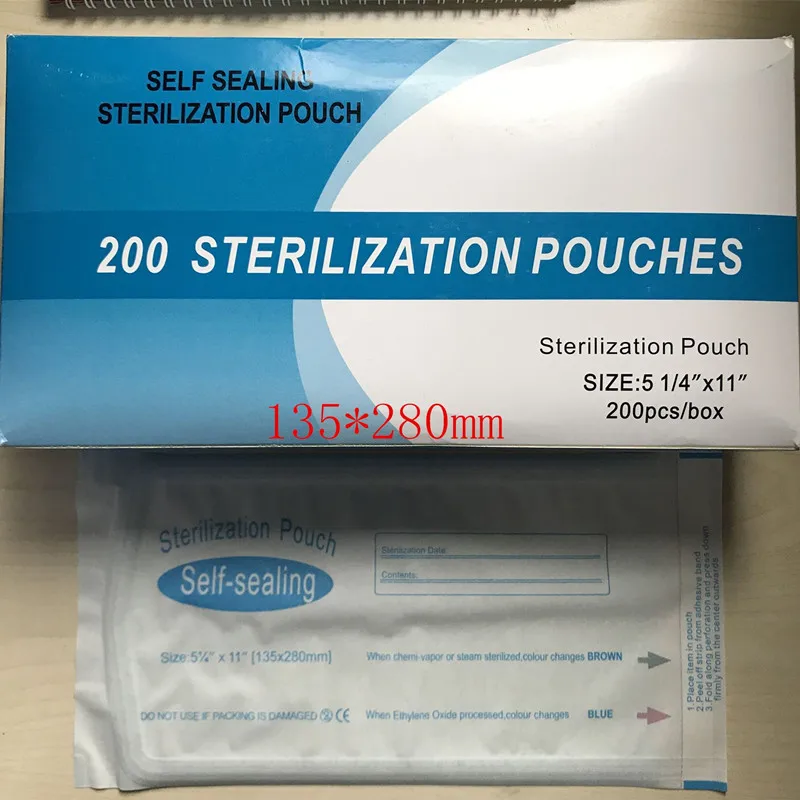 SELF SEALING
STERILIZATION POUCH
200 STERILIZATION POUCHES
Sterilization Pouch
SIZE:5 1/4"x11"
200pcs/box
135*280mm
Sterilization Pouch
Self-sealing
Sterilization Data:
Contents:
Size:5¼" x 11" [135x280mm]
When chemi-vapor or steam sterilized,colour changes BROWN
DO NOT USE IF PACKING IS DAMAGED
When Ethylene Oxide processed,colour changes BLUE
1.Place item in pouch
2.Peel off strip from adhesive band
3.Fold along perforation and press down
firmly from the center outwards